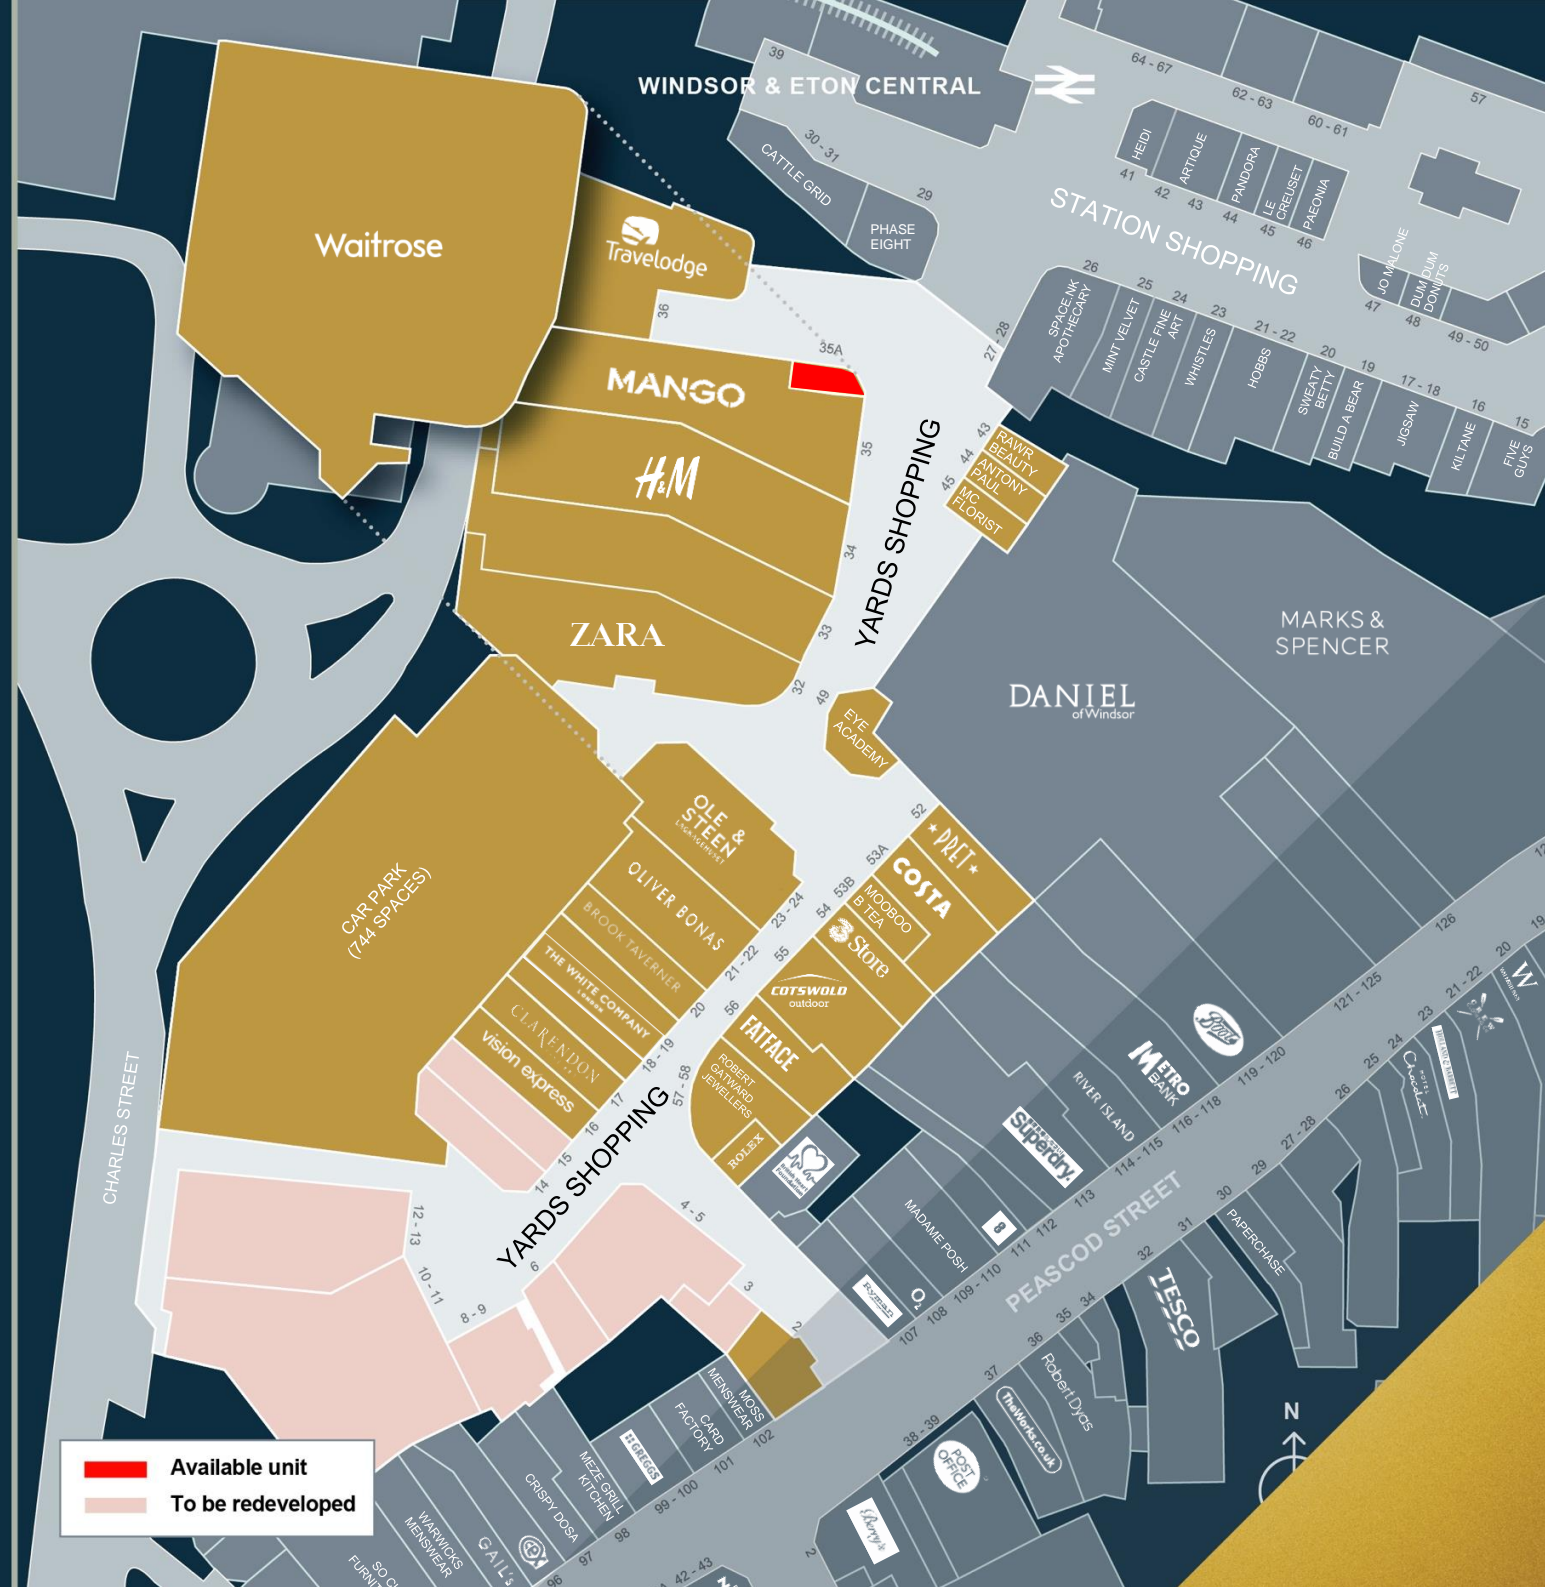 WINDSOR & ETON CENTRAL
39
30 - 31
CATTLE GRID
29
PHASE
EIGHT
64 - 67
62 - 63
60 - 61
57
HEIDI
41
42
ARTIQUE
43
PANDORA
44
LE
CREUSET
45
PAEONIA
46
STATION SHOPPING
JO MALONE
47
DUM DUM
DONUTS
48
49 - 50
Waitrose
Travelodge
36
35A
MANGO
35
H&M
34
33
ZARA
32
YARDS SHOPPING
27 - 28
26
SPACE.NK
APOTHECARY
25
MINT VELVET
24
CASTLE FINE
ART
23
WHISTLES
21 - 22
HOBBS
20
SWEATY
BETTY
19
BUILD A BEAR
17 - 18
JIGSAW
16
KILTANE
15
FIVE
GUYS
43
RAWR
BEAUTY
44
ANTONY
PAUL
45
MC
FLORIST
MARKS &
SPENCER
DANIEL
of Windsor
49
EYE
ACADEMY
52
PRET
53A
COSTA
53B
MOOBOO
B TEA
54
3 Store
55
COTSWOLD
outdoor
56
FATFACE
57 - 58
ROBERT
GATWARD
JEWELLERS
ROLEX
OLE &
STEEN
LAGKAGEHUSET
23 - 24
OLIVER BONAS
21 - 22
BROOK TAVERNER
20
THE WHITE COMPANY
LONDON
18 - 19
CLARENDON
17
vision express
16
15
14
CAR PARK
(744 SPACES)
CHARLES STREET
YARDS SHOPPING
12 - 13
10 - 11
8 - 9
6
4 - 5
3
2
British Heart
Foundation
Boots
METRO
BANK
RIVER ISLAND
Superdry.
MADAME POSH
O2
Ryman
PEASCOD STREET
107
108
109 - 110
111
112
113
114 - 115
116 - 118
119 - 120
121 - 125
126
19
20
21 - 22
23
24
25
26
27 - 28
29
30
31
32
34
35
36
37
38 - 39
W
CREW
Hotel
Chocolat.
PAPERCHASE
TESCO
Robert Dyas
TheWorks.co.uk
POST
OFFICE
Berry's
2
42 - 43
MOSS
MENSWEAR
102
CARD
FACTORY
101
GREGGS
99 - 100
MEZE GRILL
KITCHEN
98
CRISPY DOSA
97
96
GAIL's
WARWICKS
MENSWEAR
N
Available unit
To be redeveloped